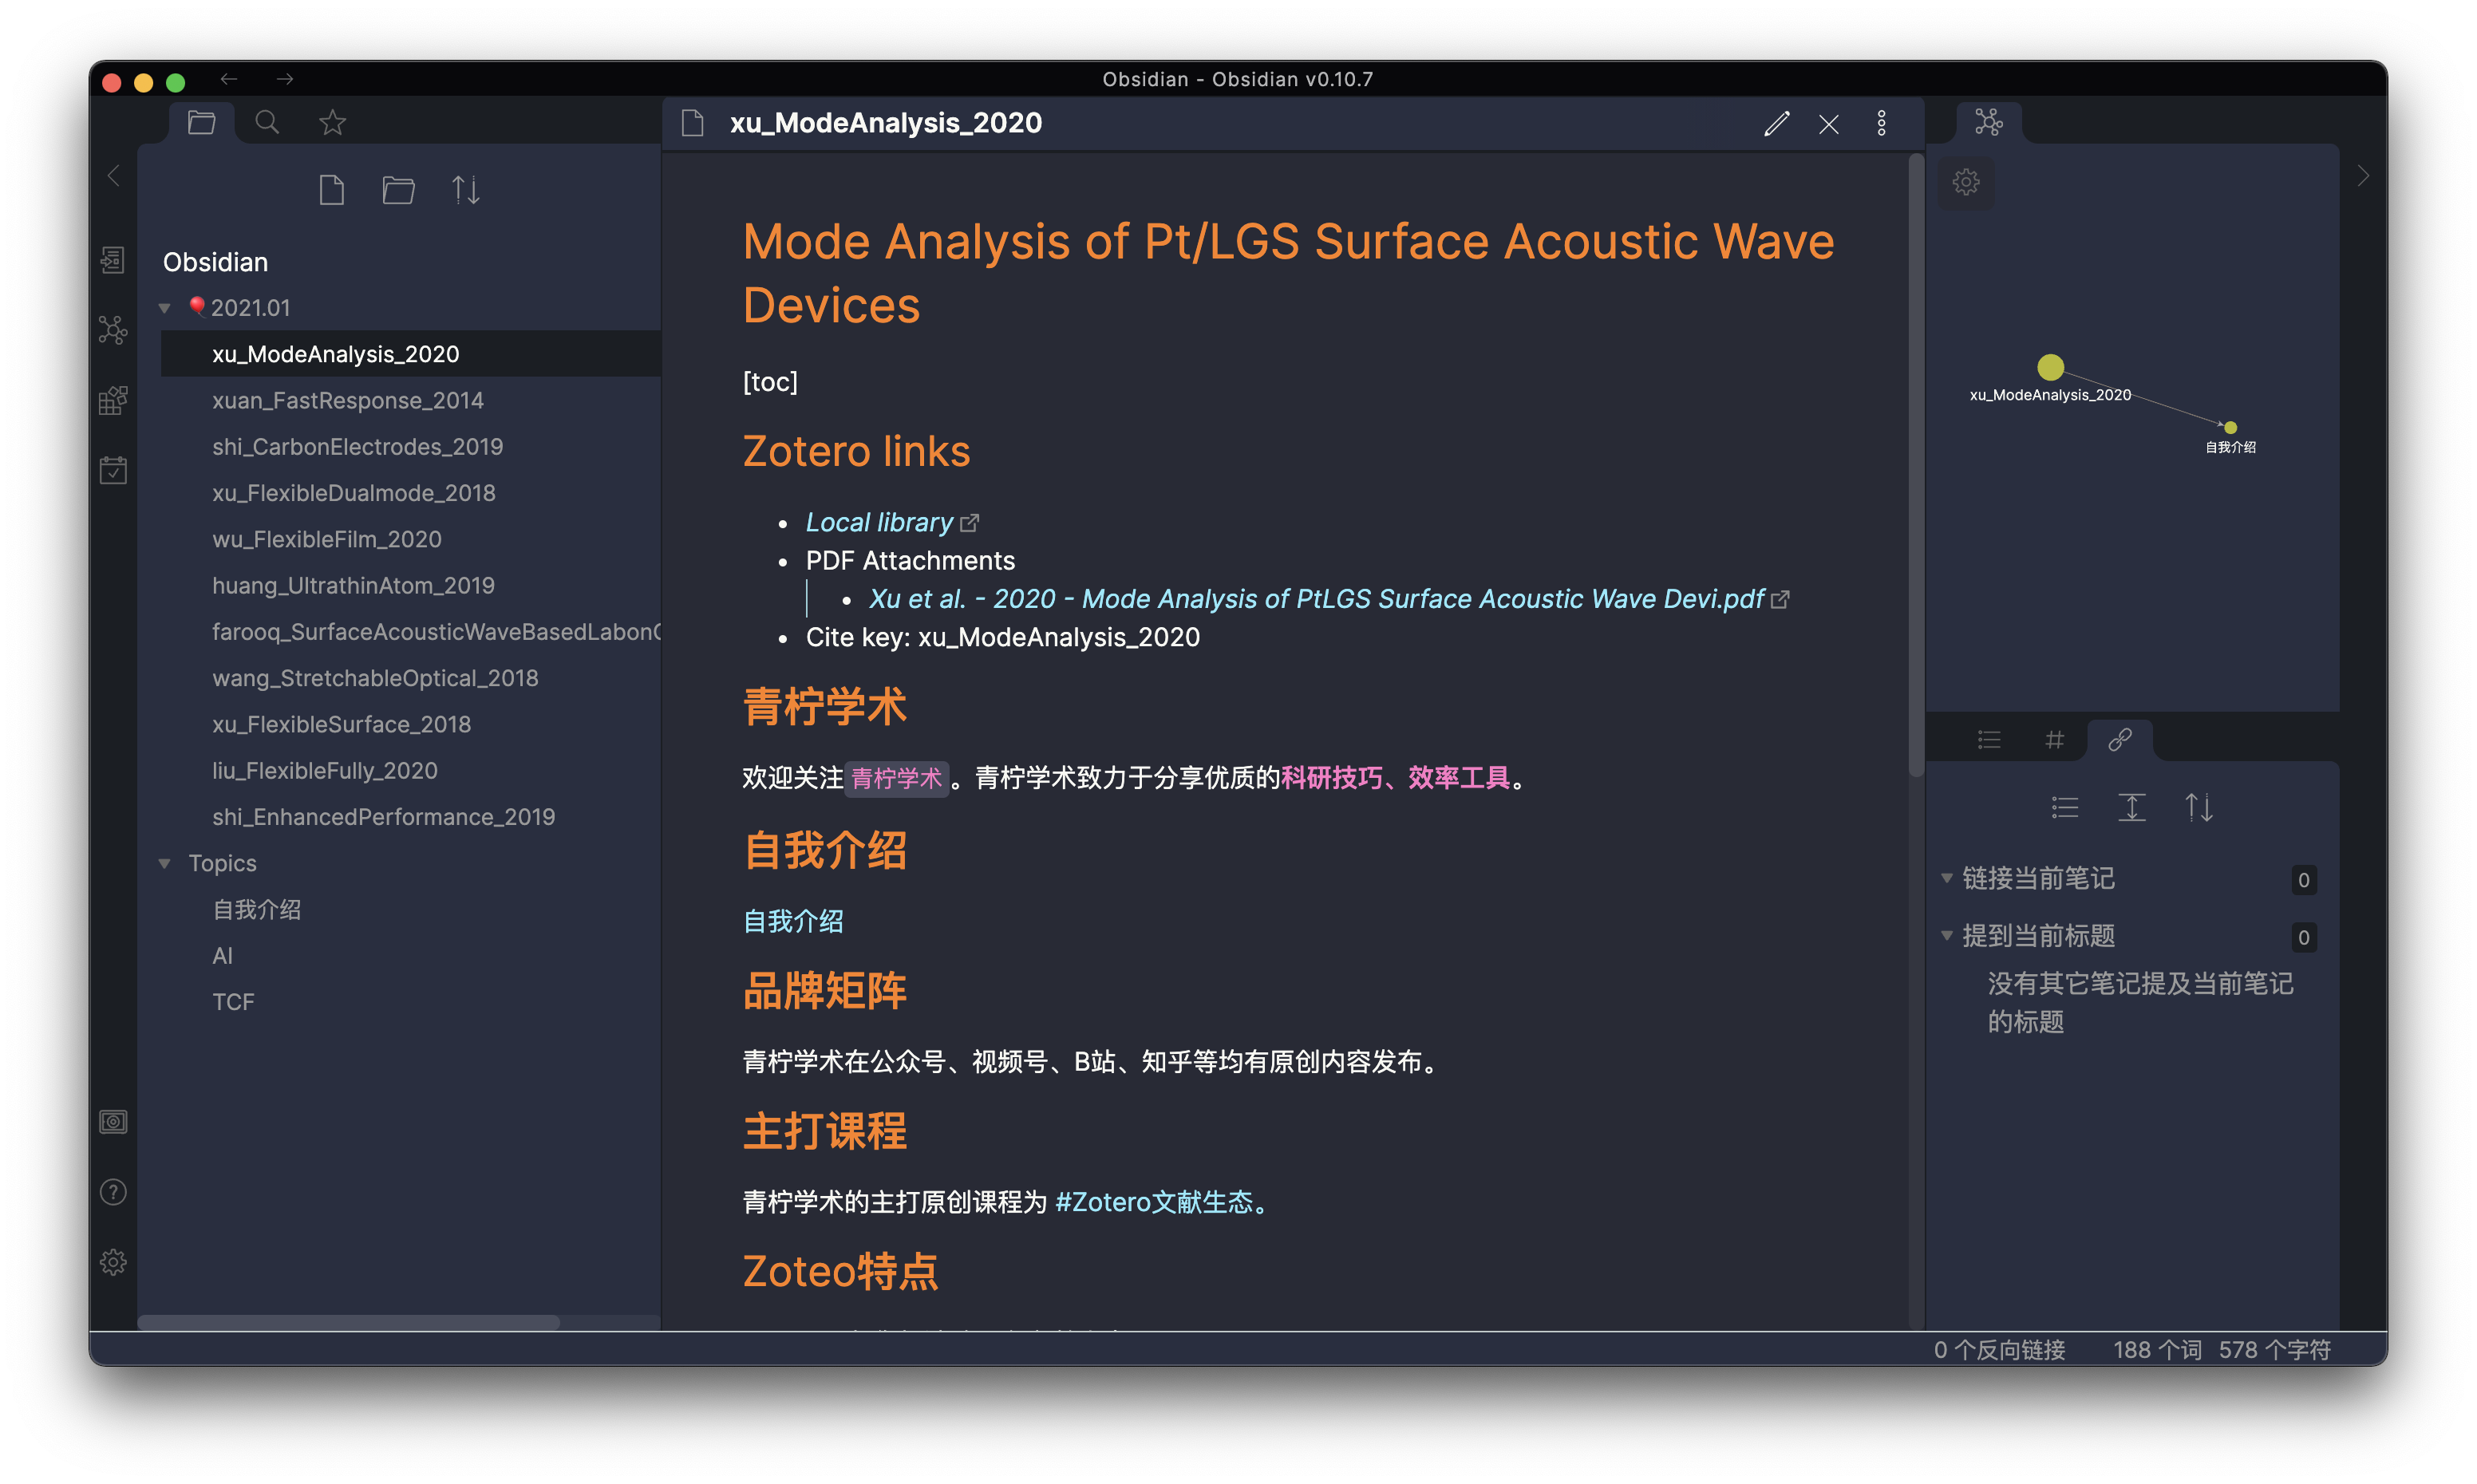 Obsidian - Obsidian v0.10.7
xu_ModeAnalysis_2020
Obsidian
2021.01
xu_ModeAnalysis_2020
xuan_FastResponse_2014
shi_CarbonElectrodes_2019
xu_FlexibleDualmode_2018
wu_FlexibleFilm_2020
huang_UltrathinAtom_2019
farooq_SurfaceAcousticWaveBasedLabon
wang_StretchableOptical_2018
xu_FlexibleSurface_2018
liu_FlexibleFully_2020
shi_EnhancedPerformance_2019
Topics
自我介绍
AI
TCF
Mode Analysis of Pt/LGS Surface Acoustic Wave
Devices
[toc]
Zotero links
Local library
PDF Attachments
Xu et al. - 2020 - Mode Analysis of PtLGS Surface Acoustic Wave Devi.pdf
Cite key: xu_ModeAnalysis_2020
青柠学术
欢迎关注青柠学术。青柠学术致力于分享优质的科研技巧、效率工具。
自我介绍
自我介绍
品牌矩阵
青柠学术在公众号、视频号、B站、知乎等均有原创内容发布。
主打课程
青柠学术的主打原创课程为 #Zotero文献生态。
Zoteo特点
xu_ModeAnalysis_2020
自我介绍
链接当前笔记 0
提到当前标题 0
没有其它笔记提及当前笔记
的标题
0 个反向链接 188 个词 578 个字符